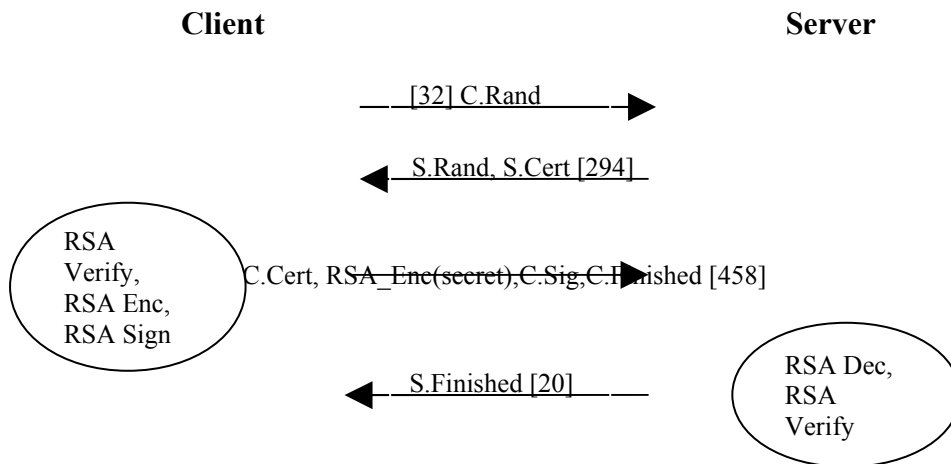 Client
Server
[32] C.Rand
S.Rand, S.Cert [294]
RSA
Verify,
RSA Enc,
RSA Sign
C.Cert, RSA_Enc(secret),C.Sig,C.Finished [458]
S.Finished [20]
RSA Dec,
RSA
Verify